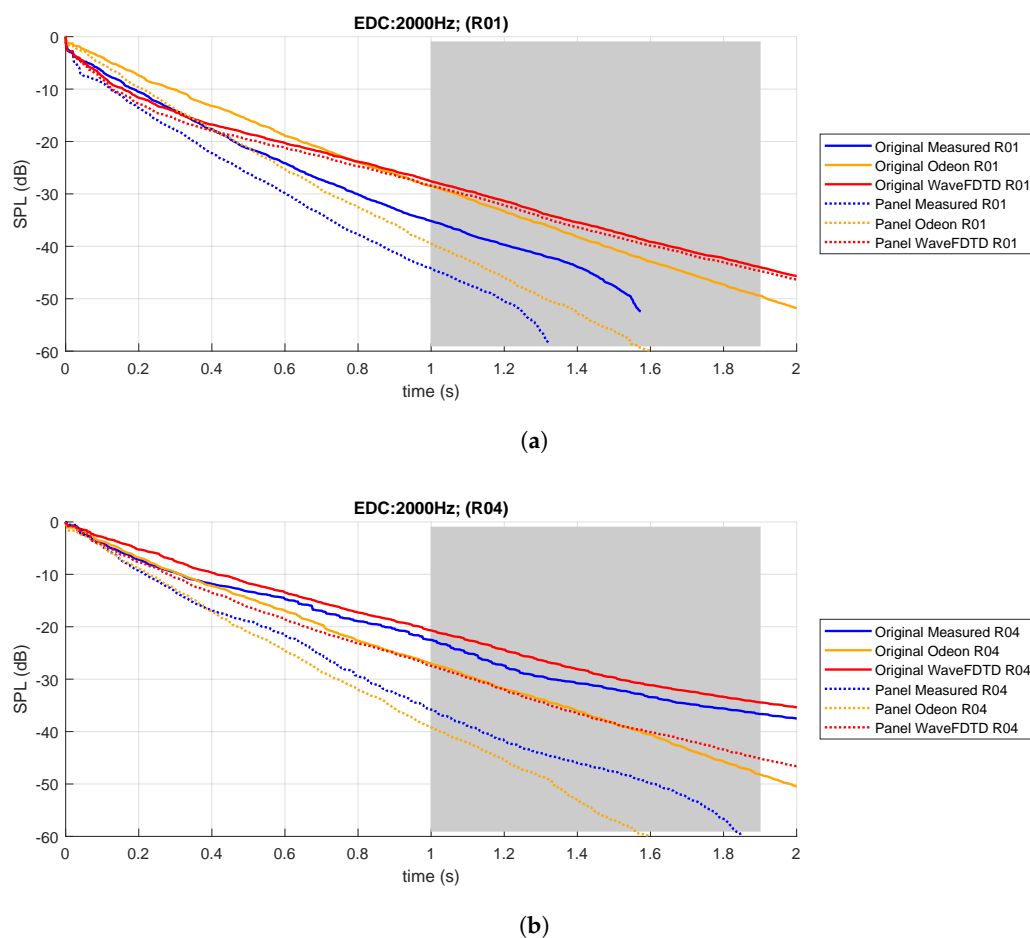 EDC:2000Hz; (R01)
SPL (dB)
0
-10
-20
-30
-40
-50
-60
0 0.2 0.4 0.6 0.8 1 1.2 1.4 1.6 1.8 2
time (s)
Original Measured R01
Original Odeon R01
Original WaveFDTD R01
Panel Measured R01
Panel Odeon R01
Panel WaveFDTD R01
(a)
EDC:2000Hz; (R04)
SPL (dB)
0
-10
-20
-30
-40
-50
-60
0 0.2 0.4 0.6 0.8 1 1.2 1.4 1.6 1.8 2
time (s)
Original Measured R04
Original Odeon R04
Original WaveFDTD R04
Panel Measured R04
Panel Odeon R04
Panel WaveFDTD R04
(b)